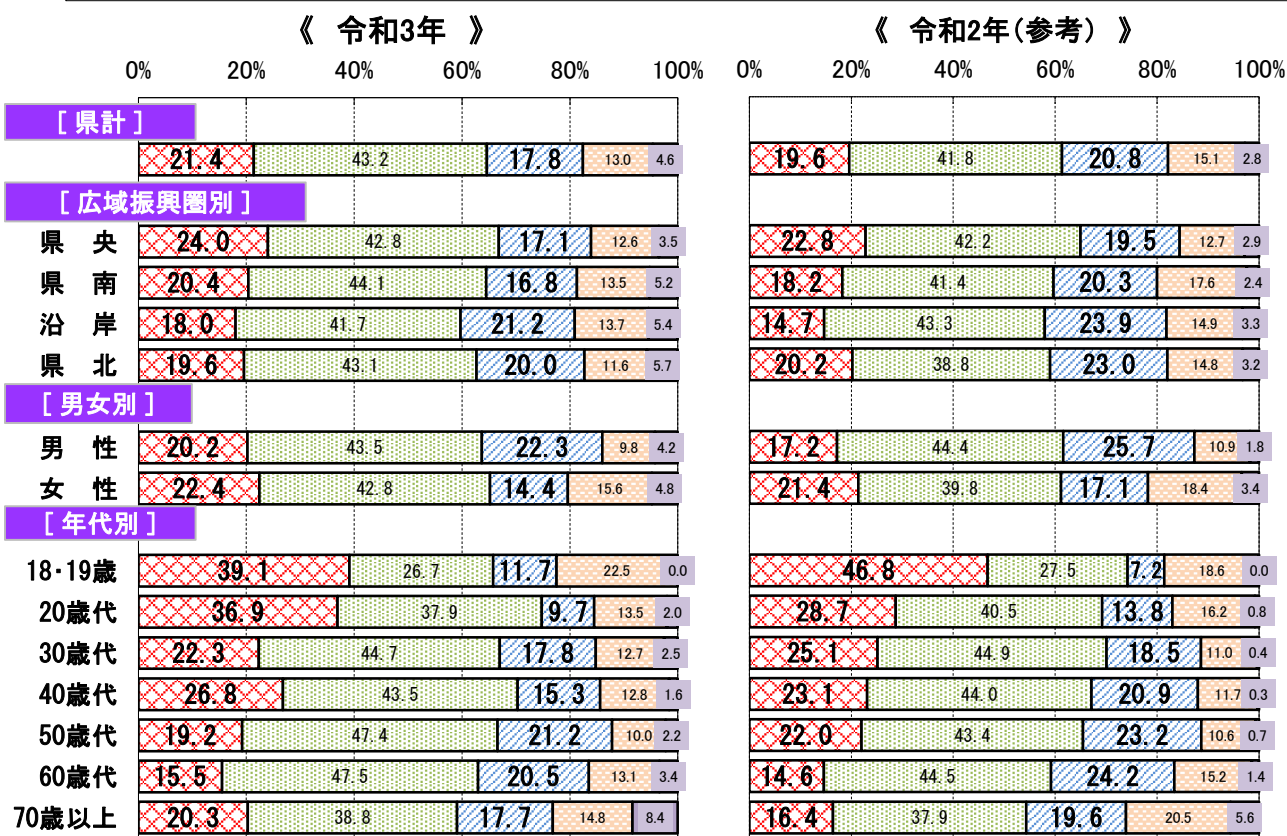 《 令和3年 》 《 令和2年(参考) 》
0% 20% 40% 60% 80% 100% 0% 20% 40% 60% 80% 100%
[ 県計 ]
21.4 43.2 17.8 13.0 4.6 19.6 41.8 20.8 15.1 2.8
[ 広域振興圏別 ]
県 央 24.0 42.8 17.1 12.6 3.5 22.8 42.2 19.5 12.7 2.9
県 南 20.4 44.1 16.8 13.5 5.2 18.2 41.4 20.3 17.6 2.4
沿 岸 18.0 41.7 21.2 13.7 5.4 14.7 43.3 23.9 14.9 3.3
県 北 19.6 43.1 20.0 11.6 5.7 20.2 38.8 23.0 14.8 3.2
[ 男女別 ]
男 性 20.2 43.5 22.3 9.8 4.2 17.2 44.4 25.7 10.9 1.8
女 性 22.4 42.8 14.4 15.6 4.8 21.4 39.8 17.1 18.4 3.4
[ 年代別 ]
18・19歳 39.1 26.7 11.7 22.5 0.0 46.8 27.5 7.2 18.6 0.0
20歳代 36.9 37.9 9.7 13.5 2.0 28.7 40.5 13.8 16.2 0.8
30歳代 22.3 44.7 17.8 12.7 2.5 25.1 44.9 18.5 11.0 0.4
40歳代 26.8 43.5 15.3 12.8 1.6 23.1 44.0 20.9 11.7 0.3
50歳代 19.2 47.4 21.2 10.0 2.2 22.0 43.4 23.2 10.6 0.7
60歳代 15.5 47.5 20.5 13.1 3.4 14.6 44.5 24.2 15.2 1.4
70歳以上 20.3 38.8 17.7 14.8 8.4 16.4 37.9 19.6 20.5 5.6